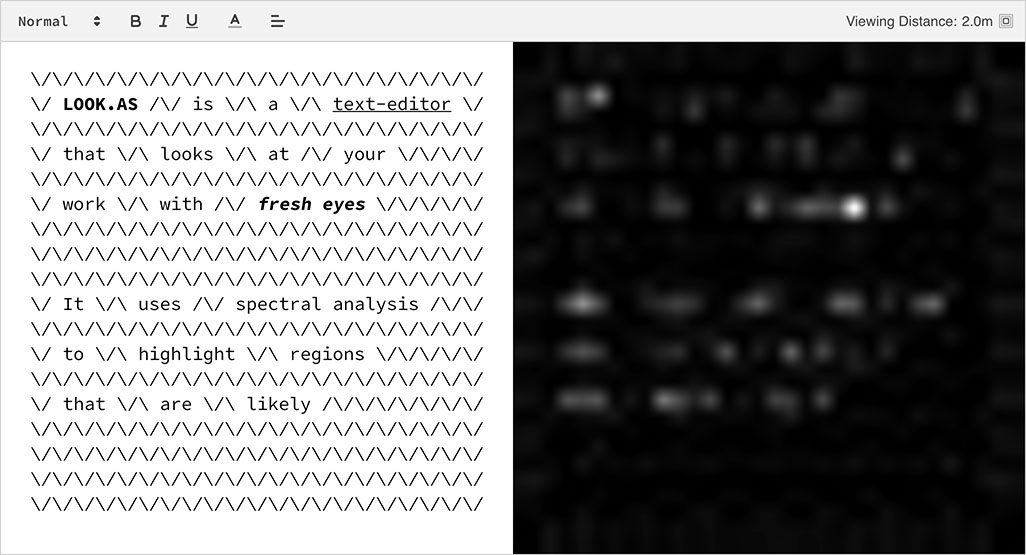 Normal B I U A Viewing Distance: 2.0m
\/\/\/\/\/\/\/\/\/\/\/\/\/\/\/\/\/\/\/\/\/
\/ LOOK.AS /\/ is \/\ a \/\ text-editor \/
\/\/\/\/\/\/\/\/\/\/\/\/\/\/\/\/\/\/\/\/\/
\/ that \/\ looks \/\ at /\/ your \/\/\/\/
\/\/\/\/\/\/\/\/\/\/\/\/\/\/\/\/\/\/\/\/\/
\/ work \/\ with /\/ fresh eyes \/\/\/\/\/
\/\/\/\/\/\/\/\/\/\/\/\/\/\/\/\/\/\/\/\/\/
\/\/\/\/\/\/\/\/\/\/\/\/\/\/\/\/\/\/\/\/\/
\/\/\/\/\/\/\/\/\/\/\/\/\/\/\/\/\/\/\/\/\/
\/ It \/\ uses /\/ spectral analysis /\/\/
\/\/\/\/\/\/\/\/\/\/\/\/\/\/\/\/\/\/\/\/\/
\/ to \/\ highlight \/\ regions \/\/\/\/\/
\/\/\/\/\/\/\/\/\/\/\/\/\/\/\/\/\/\/\/\/\/
\/ that \/\ are \/\ likely /\/\/\/\/\/\/\/
\/\/\/\/\/\/\/\/\/\/\/\/\/\/\/\/\/\/\/\/\/
\/\/\/\/\/\/\/\/\/\/\/\/\/\/\/\/\/\/\/\/\/
\/\/\/\/\/\/\/\/\/\/\/\/\/\/\/\/\/\/\/\/\/
\/\/\/\/\/\/\/\/\/\/\/\/\/\/\/\/\/\/\/\/\/